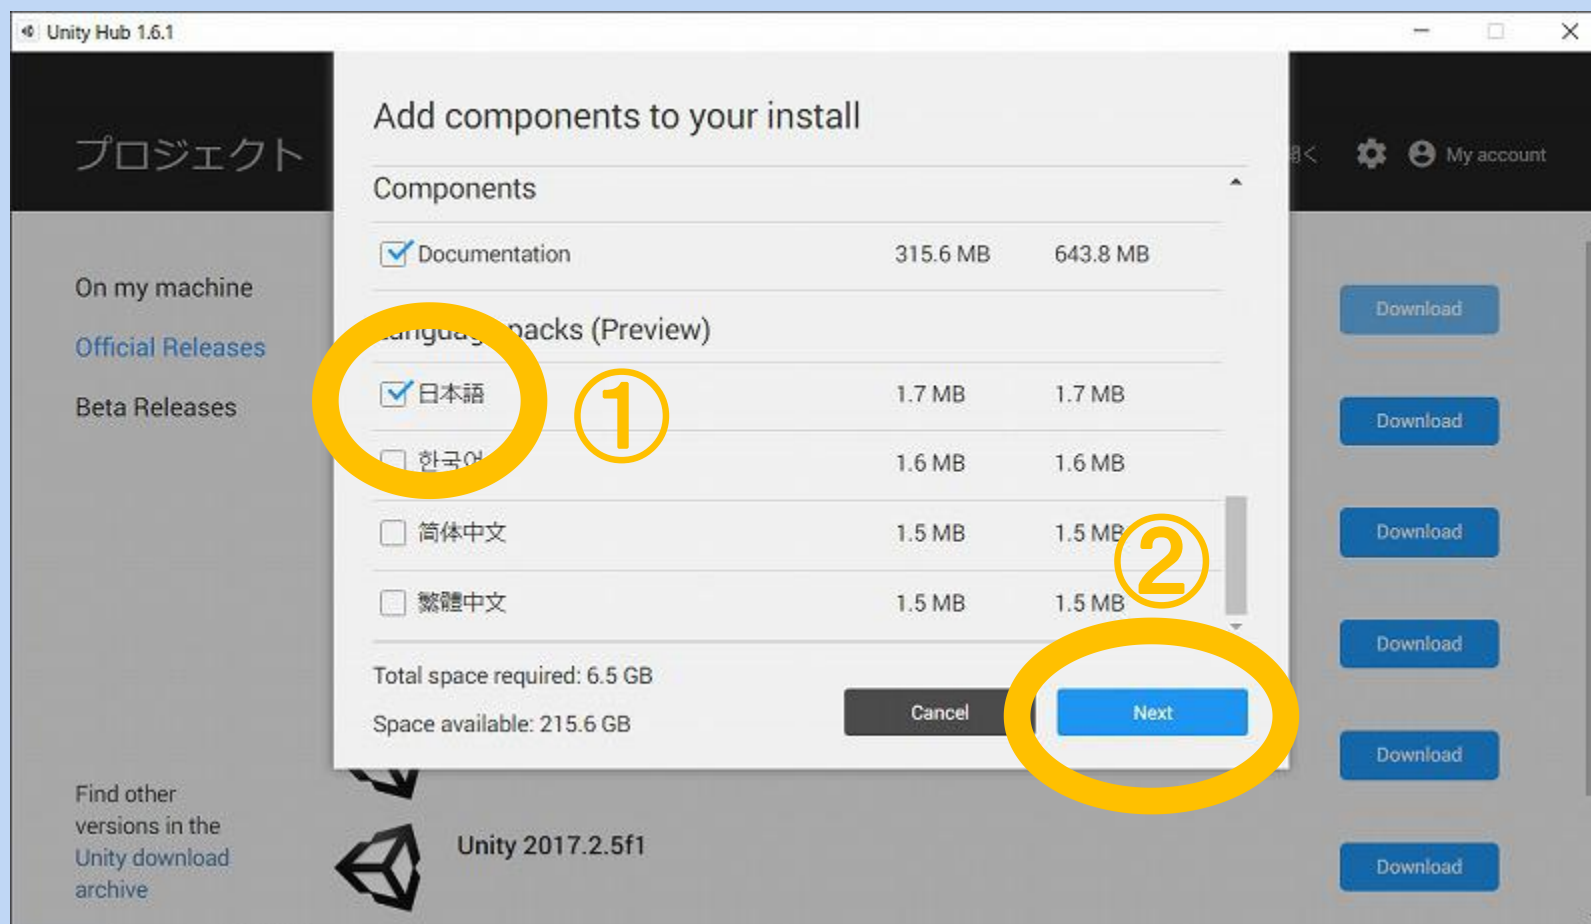 Unity Hub 1.6.1
プロジェクト
My account
Add components to your install
Components
Documentation 315.6 MB 643.8 MB
Language packs (Preview)
日本語 1.7 MB 1.7 MB
①
한국어 1.6 MB 1.6 MB
简体中文 1.5 MB 1.5 MB
②
繁體中文 1.5 MB 1.5 MB
Total space required: 6.5 GB
Space available: 215.6 GB
Cancel
Next
On my machine
Official Releases
Beta Releases
Find other
versions in the
Unity download
archive
Unity 2017.2.5f1
Download
Download
Download
Download
Download
Download